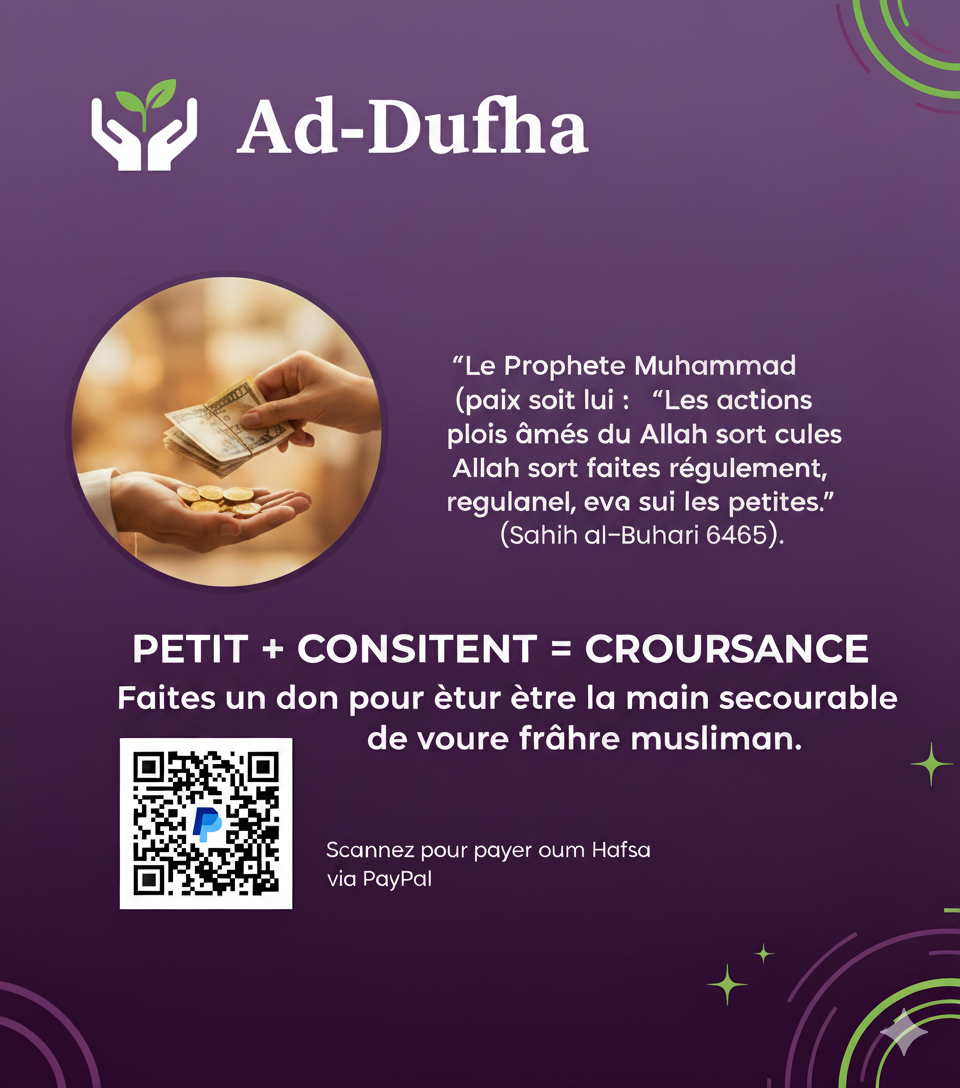 Ad-Dufha
“Le Prophete Muhammad
(paix soit lui : “Les actions
plois âmés du Allah sort cules
Allah sort faites régulement,
regulanel, eva sui les petites.”
(Sahih al-Buhari 6465).
PETIT + CONSITENT = CROURSANCE
Faites un don pour ètur ètre la main secourable
de voure frâhre musliman.
Scannez pour payer oum Hafsa
via PayPal